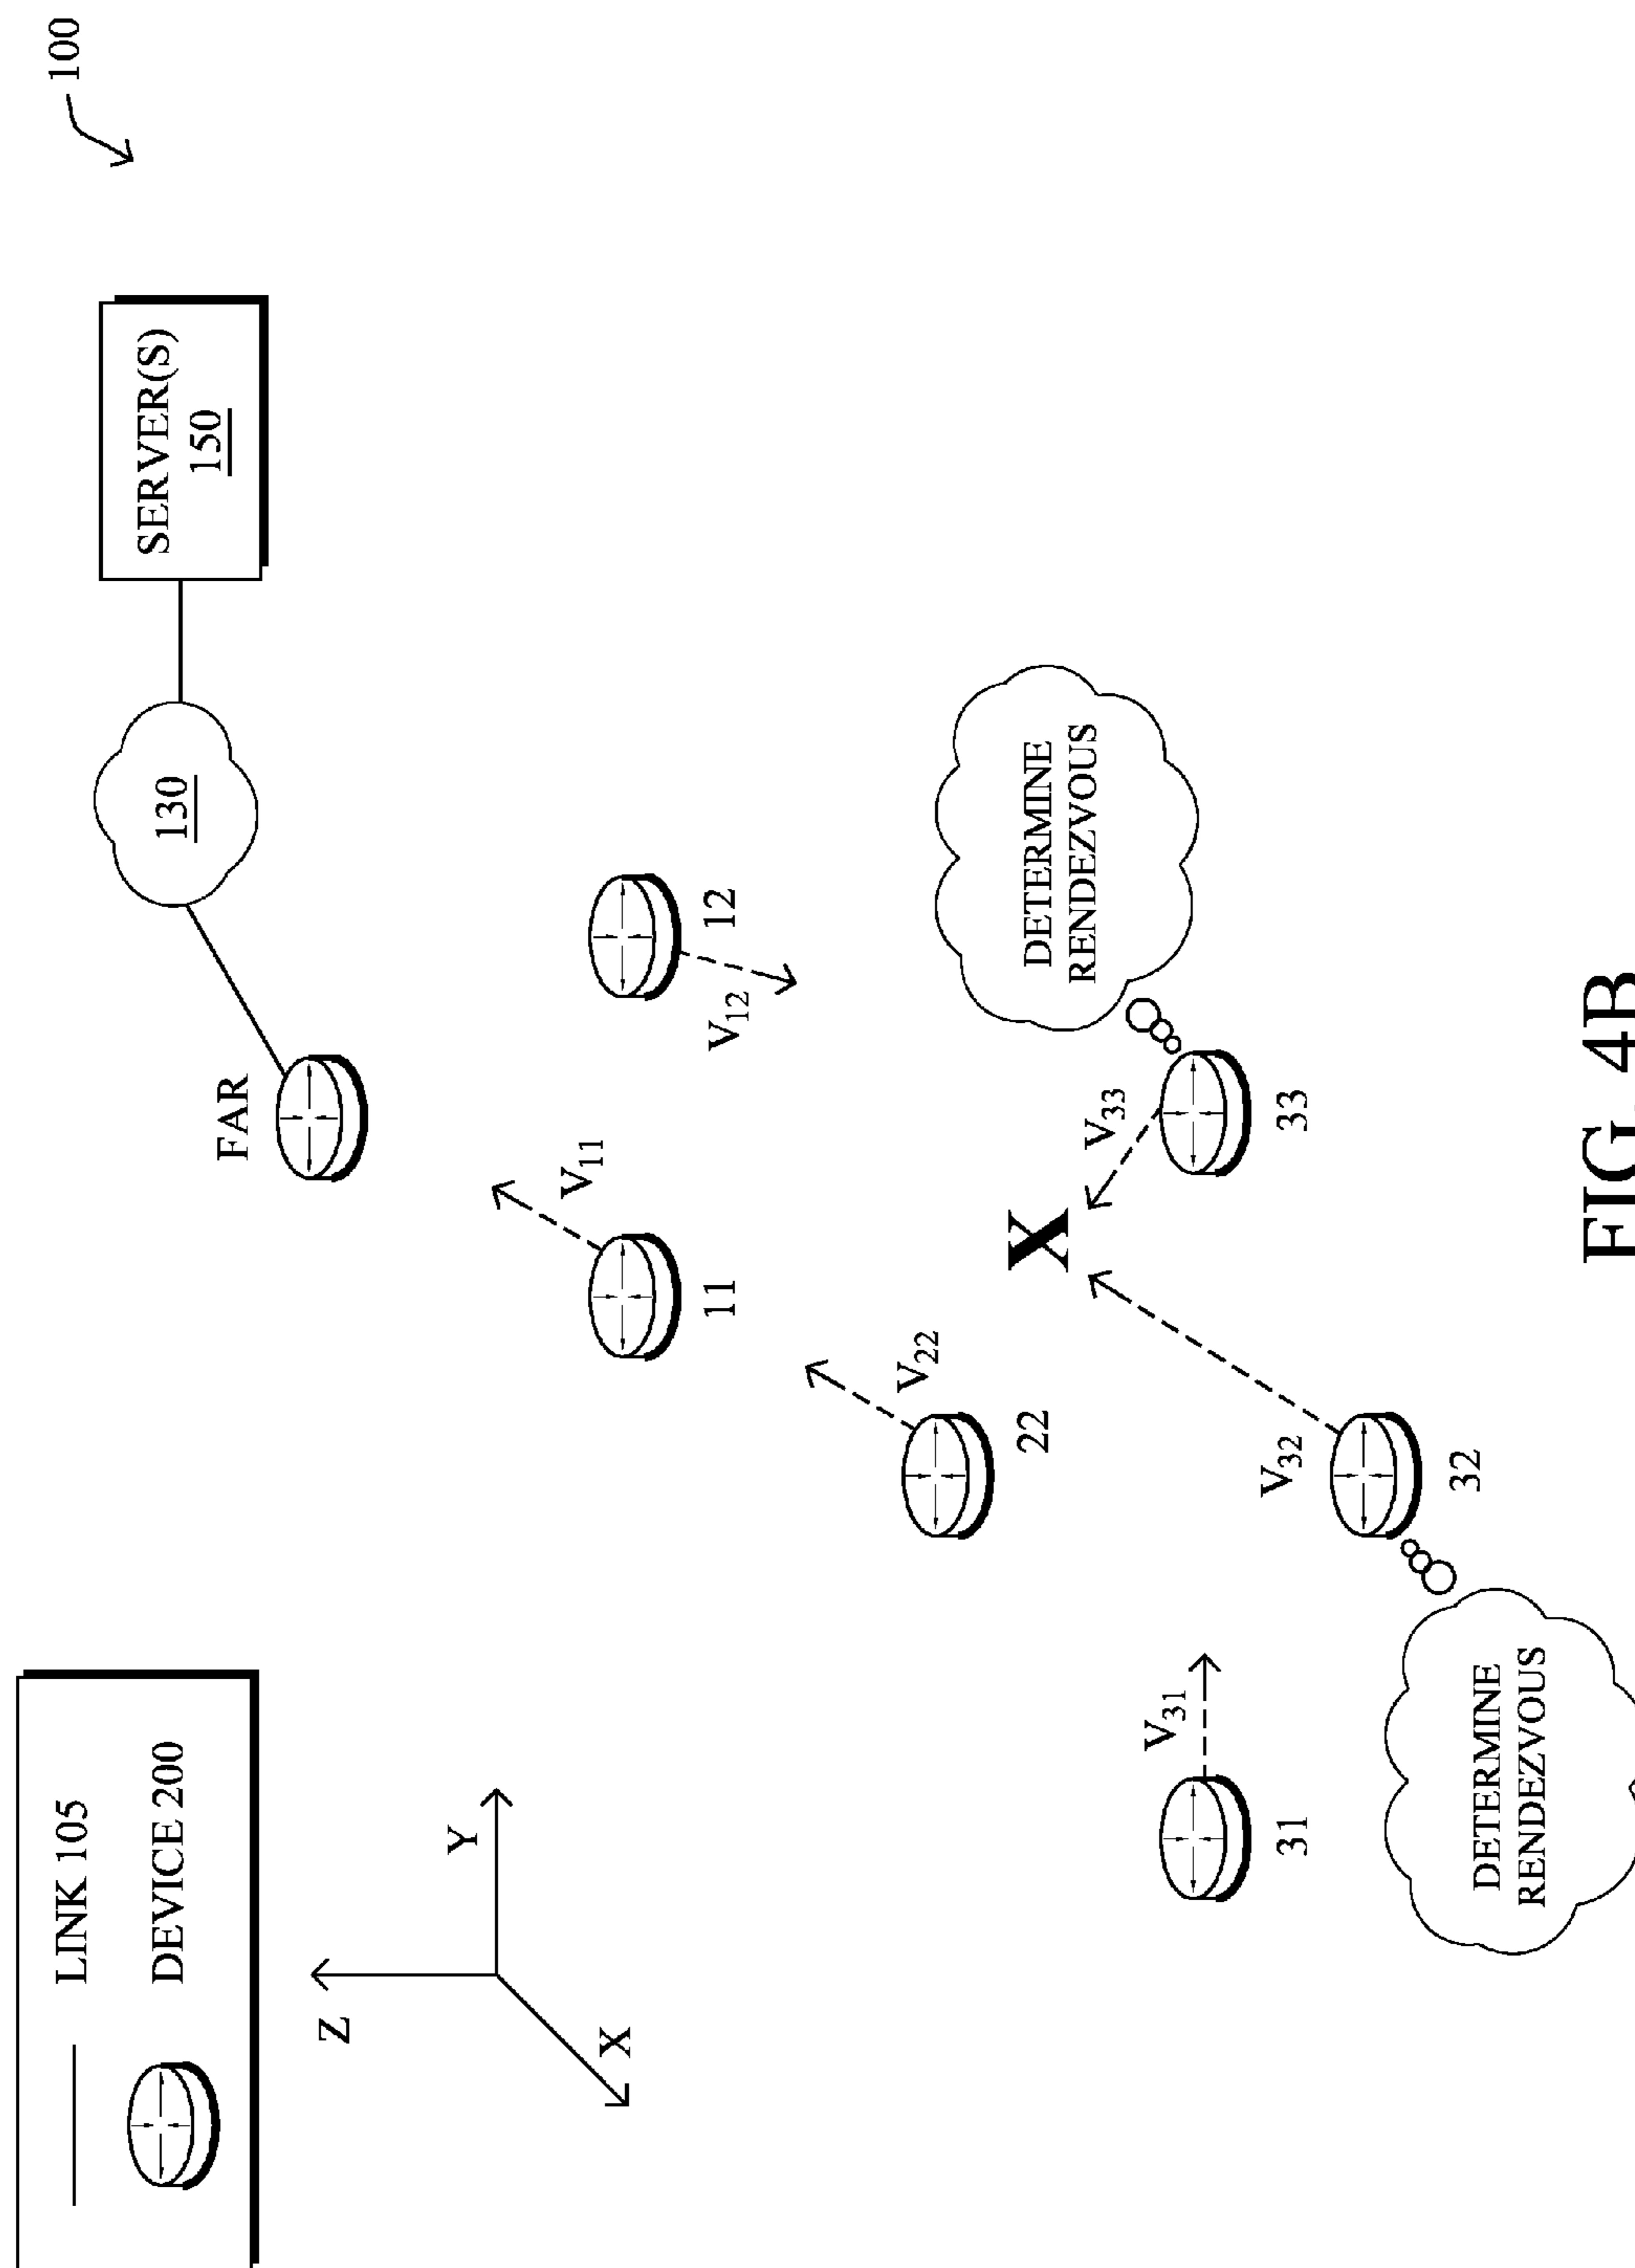 100
LINK 105
DEVICE 200
SERVER(S)
150
130
FAR
Z
Y
X
V11
11
V12
12
V22
22
X
DETERMINE
RENDEZVOUS
V33
33
V31
31
V32
32
DETERMINE
RENDEZVOUS
FIG. 4B